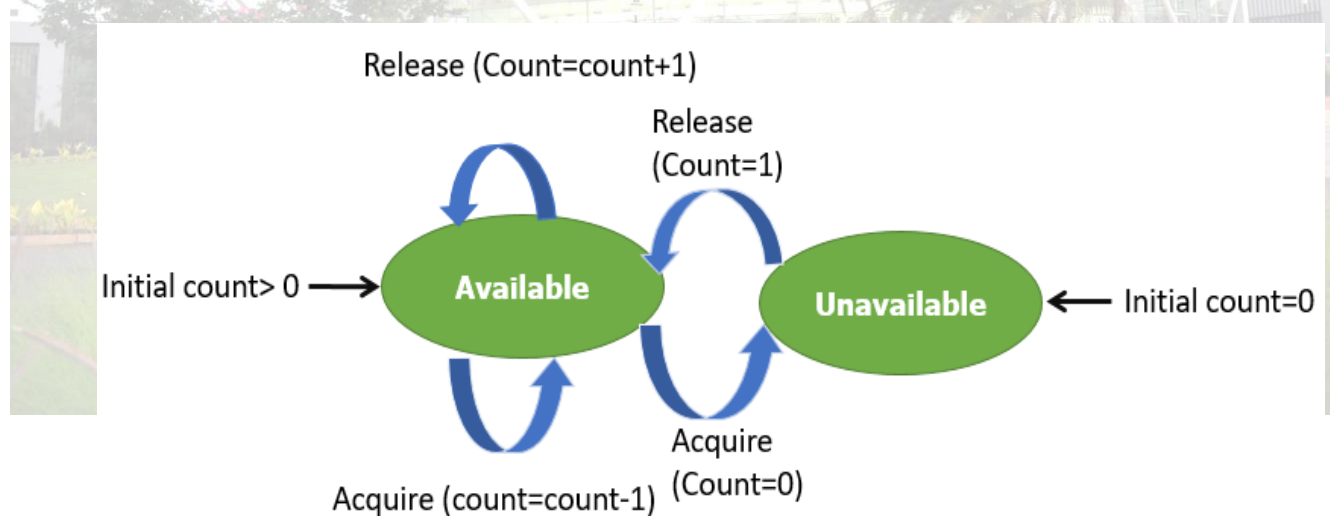 Release (Count=count+1)
Release
(Count=1)
Initial count> 0
Available
Unavailable
Initial count=0
Acquire
(Count=0)
Acquire (count=count-1)